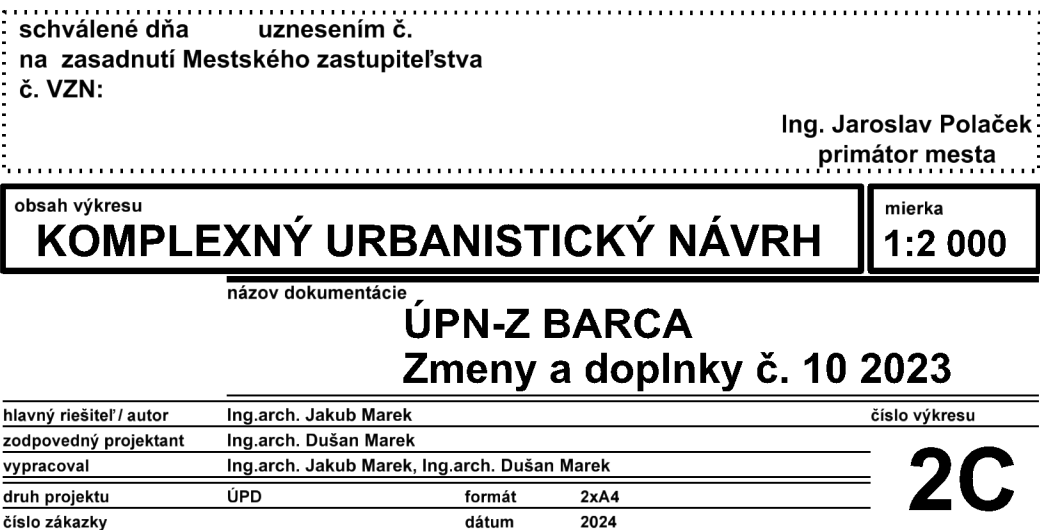 schválené dňa uznesením č.
na zasadnutí Mestského zastupiteľstva
č. VZN:
Ing. Jaroslav Polaček
primátor mesta
obsah výkresu
KOMPLEXNÝ URBANISTICKÝ NÁVRH
mierka
1:2 000
názov dokumentácie
ÚPN-Z BARCA
Zmeny a doplnky č. 10 2023
hlavný riešiteľ / autor Ing.arch. Jakub Marek
číslo výkresu
zodpovedný projektant Ing.arch. Dušan Marek
vypracoval Ing.arch. Jakub Marek, Ing.arch. Dušan Marek
2C
druh projektu ÚPD formát 2xA4
číslo zákazky dátum 2024